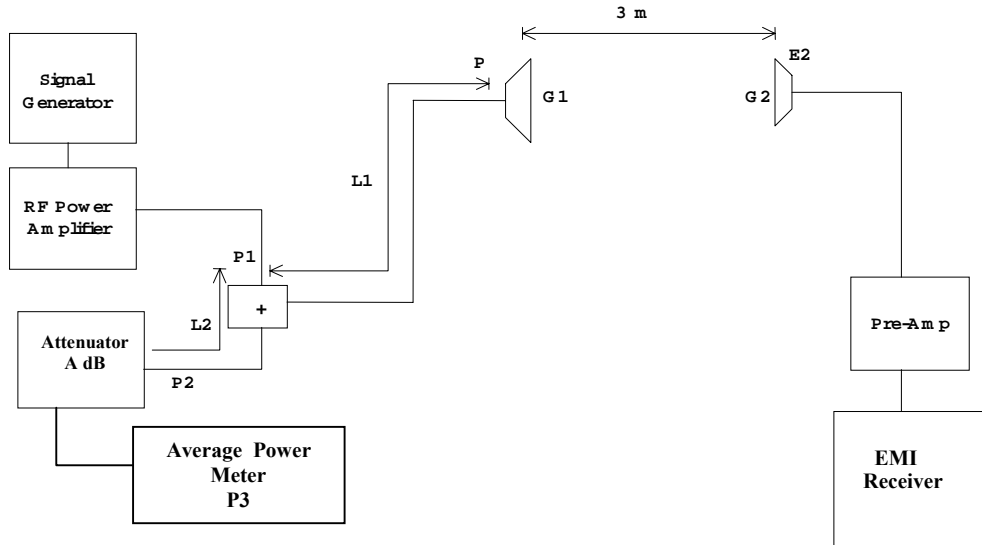 3 m
Signal
Generator
P
E2
G1
G2
L1
RF Power
Amplifier
P1
+
L2
Attenuator
A dB
P2
Pre-Amp
Average Power
Meter
P3
EMI
Receiver